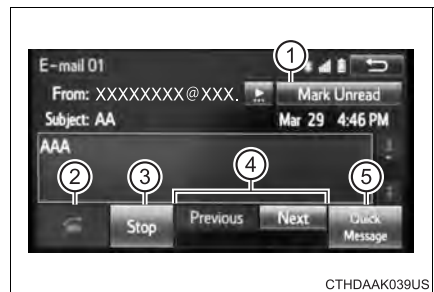 1
E-mail 01
From: XXXXXXXX@XXX.
Mark Unread
Subject: AA
Mar 29 4:46 PM
AAA
2
3
4
5
Stop
Previous
Next
Quick
Message
CTHDAAK039US